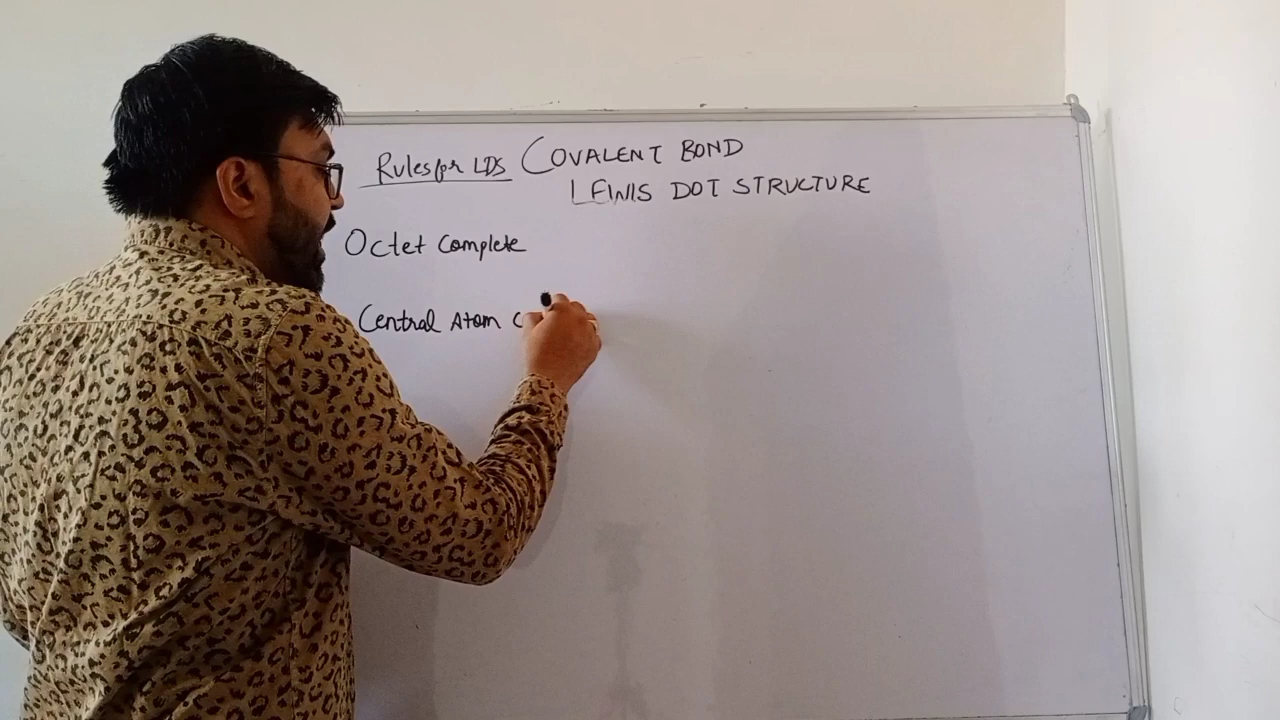 Rules for LDS COVALENT BOND
LEWIS DOT STRUCTURE
Octet Complete
Central Atom C